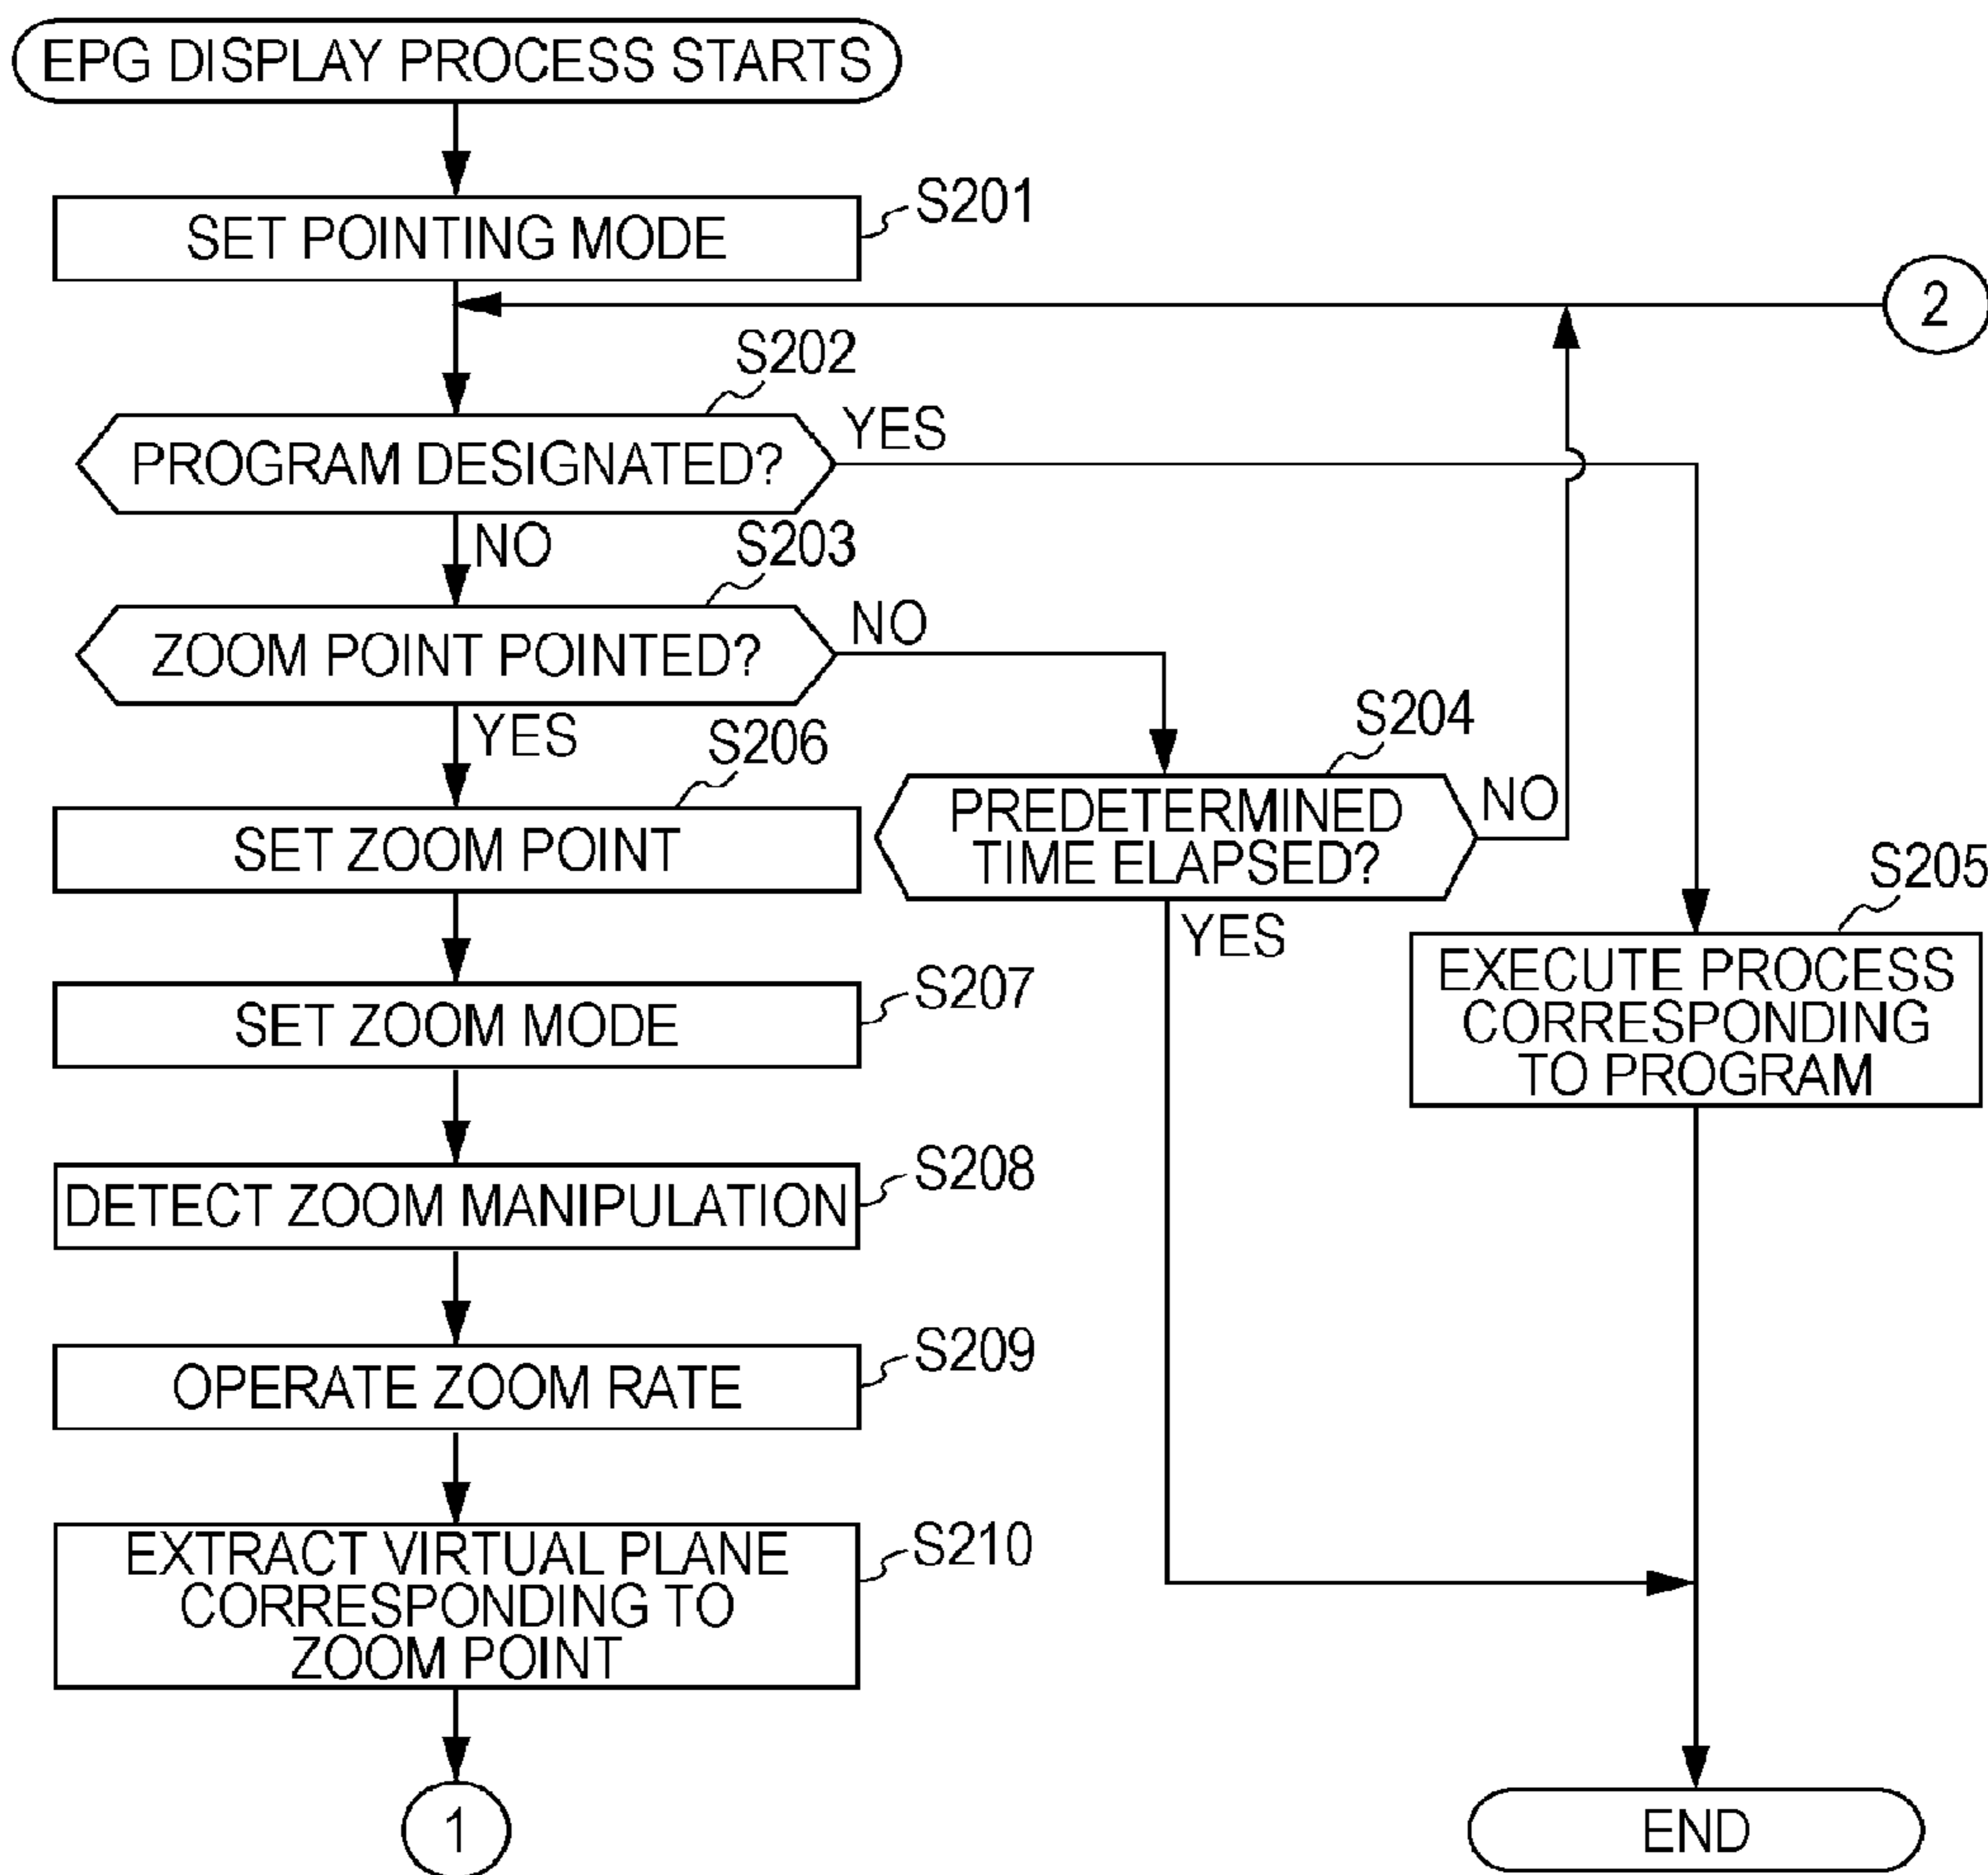 EPG DISPLAY PROCESS STARTS
S201
SET POINTING MODE
2
S202
YES
PROGRAM DESIGNATED?
NO
S203
NO
ZOOM POINT POINTED?
YES
S206
S204
PREDETERMINED
TIME ELAPSED?
NO
SET ZOOM POINT
YES
S205
EXECUTE PROCESS
CORRESPONDING
TO PROGRAM
S207
SET ZOOM MODE
S208
DETECT ZOOM MANIPULATION
S209
OPERATE ZOOM RATE
S210
EXTRACT VIRTUAL PLANE
CORRESPONDING TO
ZOOM POINT
1
END